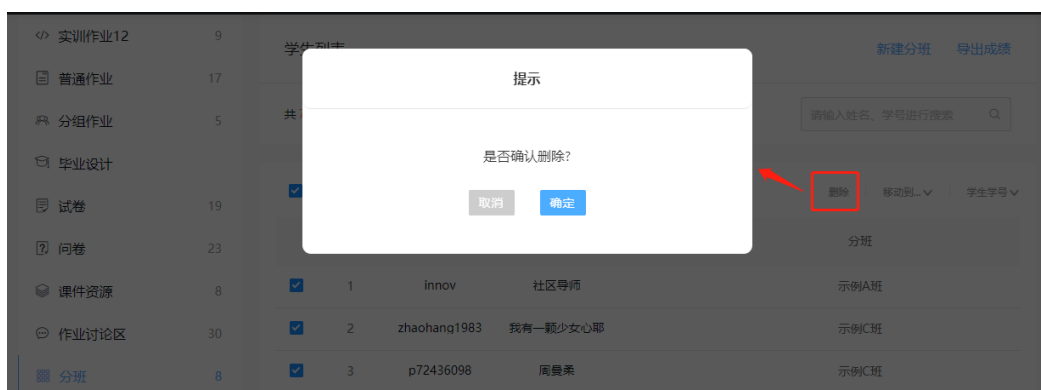 实训作业12 9
普通作业 17
分组作业 5
毕业设计
试卷 19
问卷 23
课件资源 8
作业讨论区 30
分班 8
学生列表
新建分班 导出成绩
共
请输入姓名、学号进行搜索
提示
是否确认删除?
取消 确定
删除 移动到... 学生学号
分班
1 innov 社区导师 示例A班
2 zhaohang1983 我有一颗少女心耶 示例C班
3 p72436098 周曼柔 示例C班